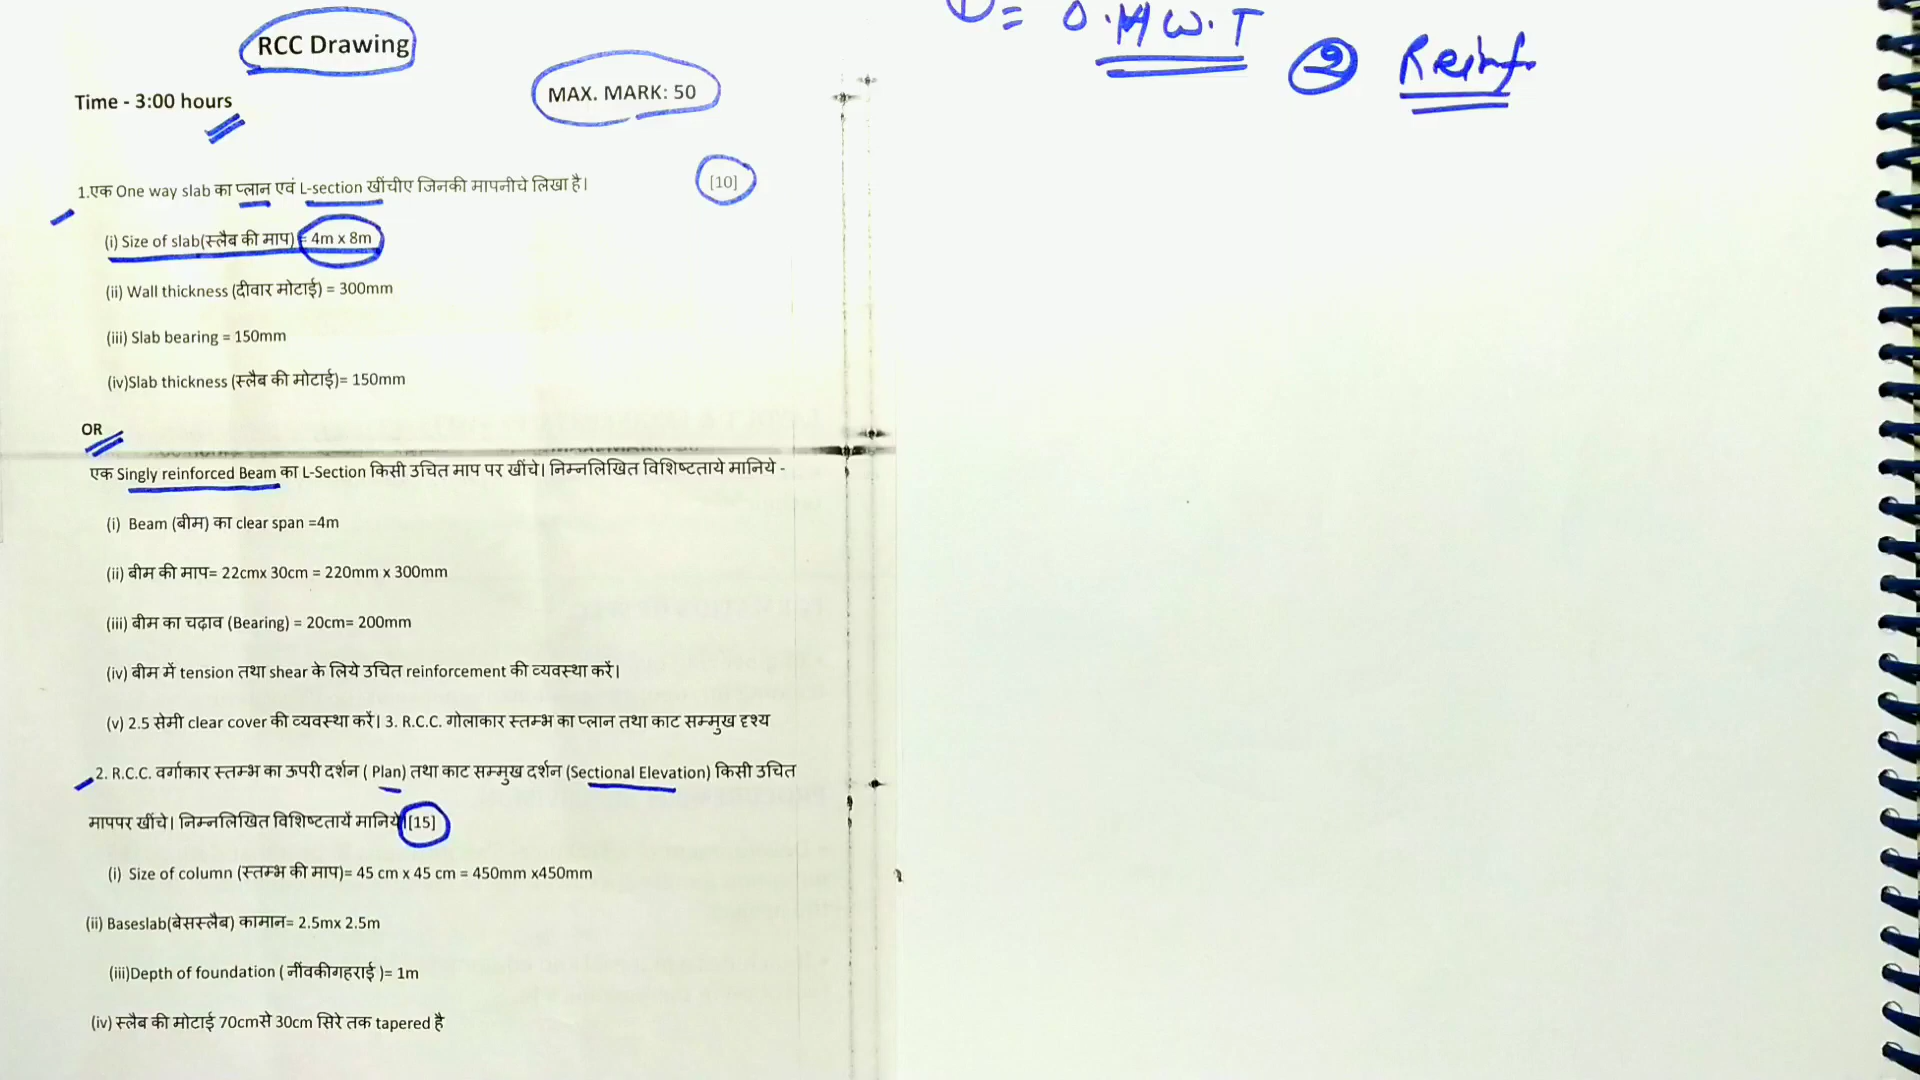 RCC Drawing
Time - 3:00 hours
MAX. MARK: 50
1.एक One way slab का प्लान एवं L-section खींचीए जिनकी मापनीचे लिखा है। [10]
(i) Size of slab(स्लैब की माप) = 4m x 8m
(ii) Wall thickness (दीवार मोटाई) = 300mm
(iii) Slab bearing = 150mm
(iv)Slab thickness (स्लैब की मोटाई)= 150mm
OR
एक Singly reinforced Beam का L-Section किसी उचित माप पर खींचे। निम्नलिखित विशिष्टताये मानिये -
(i) Beam (बीम) का clear span =4m
(ii) बीम की माप= 22cmx 30cm = 220mm x 300mm
(iii) बीम का चढ़ाव (Bearing) = 20cm= 200mm
(iv) बीम में tension तथा shear के लिये उचित reinforcement की व्यवस्था करें।
(v) 2.5 सेमी clear cover की व्यवस्था करें। 3. R.C.C. गोलाकार स्तम्भ का प्लान तथा काट सम्मुख दृश्य
2. R.C.C. वर्गाकार स्तम्भ का ऊपरी दर्शन ( Plan) तथा काट सम्मुख दर्शन (Sectional Elevation) किसी उचित
मापपर खींचे। निम्नलिखित विशिष्टतायें मानिये।[15]
(i) Size of column (स्तम्भ की माप)= 45 cm x 45 cm = 450mm x450mm
(ii) Baseslab(बेसस्लैब) कामान= 2.5mx 2.5m
(iii)Depth of foundation ( नींवकीगहराई )= 1m
(iv) स्लैब की मोटाई 70cmसे 30cm सिरे तक tapered है
① = O.H W.T
② Reinf.